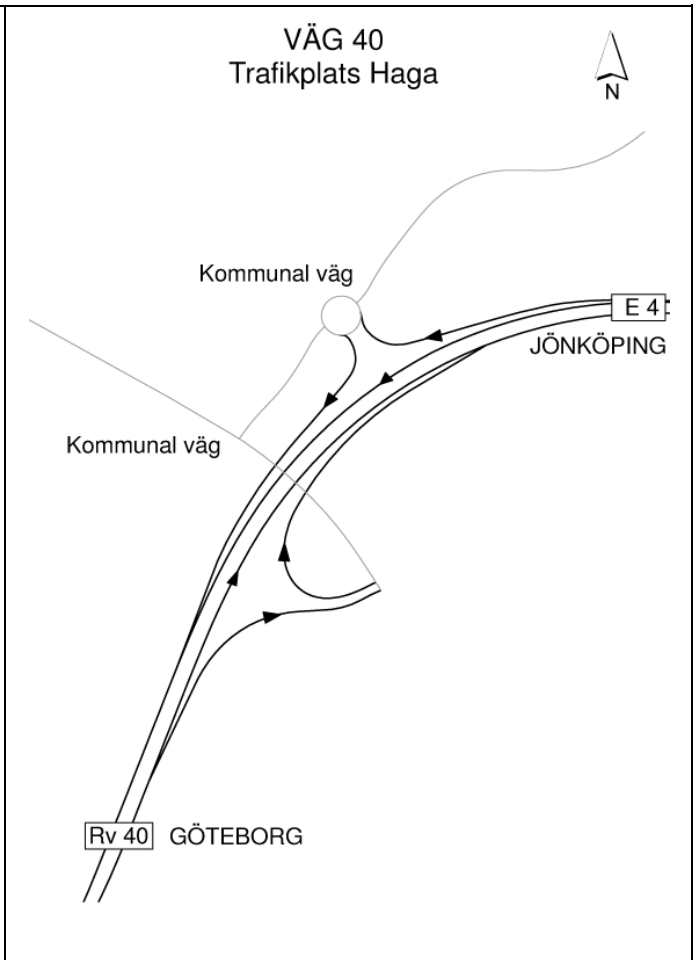 VÄG 40
Trafikplats Haga
N
Kommunal väg
E 4
JÖNKÖPING
Kommunal väg
Rv 40 GÖTEBORG